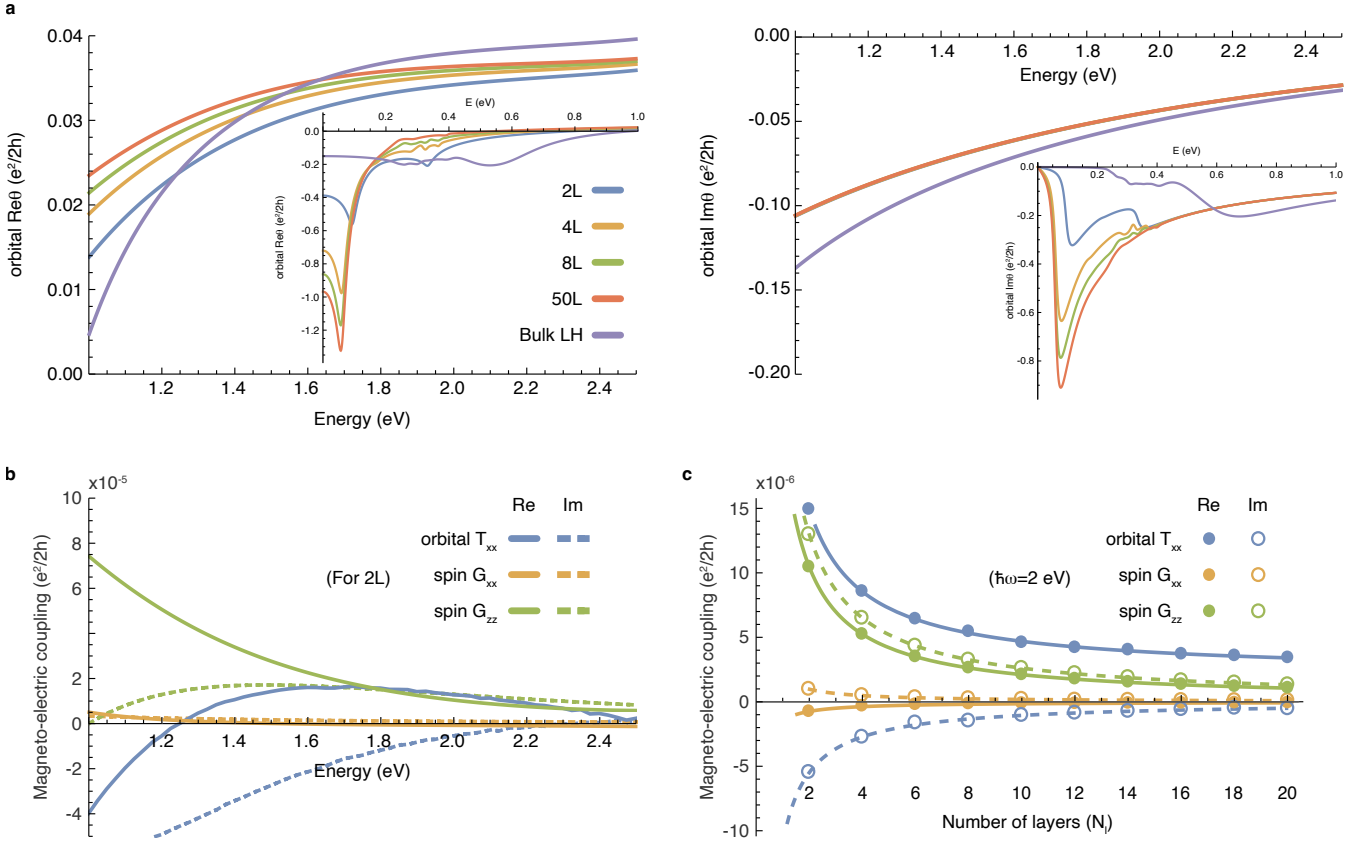 a
orbital Reθ (e²/2h)
0.04
0.03
0.02
0.01
0.00
1.2 1.4 1.6 1.8 2.0 2.2 2.4
Energy (eV)
E (eV)
0.2 0.4 0.6 0.8 1.0
0.0
-0.2
-0.4
-0.6
-0.8
-1.0
-1.2
orbital Reθ (e²/2h)
2L
4L
8L
50L
Bulk LH
orbital Imθ (e²/2h)
0.00
-0.05
-0.10
-0.15
-0.20
1.2 1.4 1.6 1.8 2.0 2.2 2.4
Energy (eV)
E (eV)
0.0 0.2 0.4 0.6 0.8 1.0
0.0
-0.2
-0.4
-0.6
-0.8
orbital Imθ (e²/2h)
b
x10⁻⁵
Magneto-electric coupling (e²/2h)
10
8
6
4
2
0
-2
-4
1.2 1.4 1.6 1.8 2.0 2.2 2.4
Energy (eV)
(For 2L)
Re Im
orbital Txx
spin Gxx
spin Gzz
c
x10⁻⁶
Magneto-electric coupling (e²/2h)
15
10
5
0
-5
-10
2 4 6 8 10 12 14 16 18 20
Number of layers (Nl)
(ħω=2 eV)
Re Im
orbital Txx
spin Gxx
spin Gzz